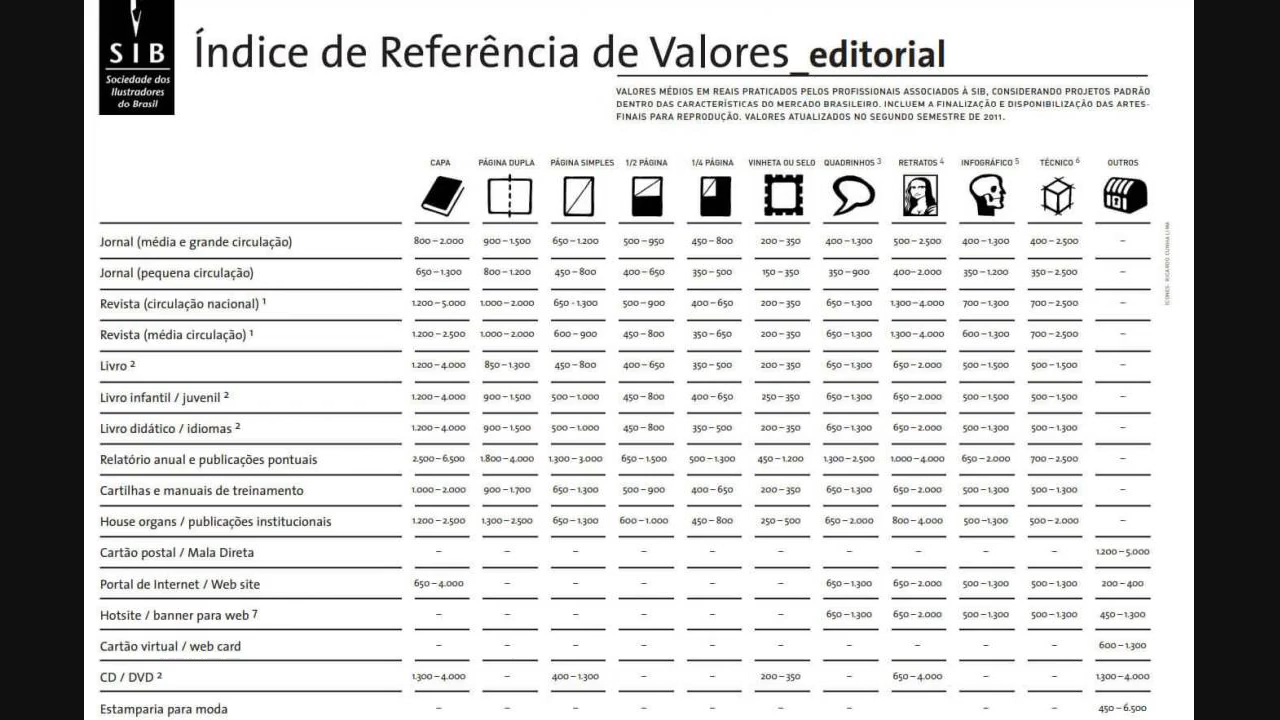 SIB
Sociedade dos
Ilustradores
do Brasil
Índice de Referência de Valores_editorial
VALORES MÉDIOS EM REAIS PRATICADOS PELOS PROFISSIONAIS ASSOCIADOS À SIB, CONSIDERANDO PROJETOS PADRÃO
DENTRO DAS CARACTERÍSTICAS DO MERCADO BRASILEIRO. INCLUEM A FINALIZAÇÃO E DISPONIBILIZAÇÃO DAS ARTES-
FINAIS PARA REPRODUÇÃO. VALORES ATUALIZADOS NO SEGUNDO SEMESTRE DE 2011.
CAPA PÁGINA DUPLA PÁGINA SIMPLES 1/2 PÁGINA 1/4 PÁGINA VINHETA OU SELO QUADRINHOS 3 RETRATOS 4 INFOGRÁFICO 5 TÉCNICO 6 OUTROS
Jornal (média e grande circulação) 800–2.000 900–1.500 650–1.200 500–950 450–800 200–350 400–1.300 500–2.500 400–1.300 400–2.500 –
Jornal (pequena circulação) 650–1.300 800–1.200 450–800 400–650 350–500 150–350 350–900 400–2.000 350–1.200 350–2.500 –
Revista (circulação nacional) 1 1.200–5.000 1.000–2.000 650-1.300 500–900 400–650 200–350 650–1.300 1.300–4.000 700–1.300 700–2.500 –
Revista (média circulação) 1 1.200–2.500 1.000–2.000 600–900 450–800 350–650 200–350 650–1.300 1.300–4.000 600–1.300 700–2.500 –
Livro 2 1.200–4.000 850–1.300 450–800 400–650 350–500 200–350 650–1.300 650–2.000 500–1.500 500–1.500 –
Livro infantil / juvenil 2 1.200–4.000 900–1.500 500–1.000 450–800 400–650 250–350 650–1.300 650–2.000 500–1.500 500–1.500 –
Livro didático / idiomas 2 1.200–4.000 900–1.500 500–1.000 450–800 350–500 200–350 650–1.300 650–2.000 500–1.300 500–1.300 –
Relatório anual e publicações pontuais 2.500–6.500 1.800–4.000 1.300–3.000 650–1.500 500–1.300 450–1.200 1.300–2.500 1.000–4.000 650–2.000 700–2.500 –
Cartilhas e manuais de treinamento 1.000–2.000 900–1.700 650–1.300 500–900 400–650 200–350 650–1.300 650–2.000 500–1.300 500–1.300 –
House organs / publicações institucionais 1.200–2.500 1.300–2.500 650–1.300 600–1.000 450–800 250–500 650–2.000 800–4.000 500–1.300 500–2.000 –
Cartão postal / Mala Direta – – – – – – – – – – 1.200–5.000
Portal de Internet / Web site 650–4.000 – – – – – 650–1.300 650–2.000 500–1.300 500–1.300 200–400
Hotsite / banner para web 7 – – – – – – 650–1.300 650–2.000 500–1.300 500–1.300 450–1.300
Cartão virtual / web card – – – – – – – – – – 600–1.300
CD / DVD 2 1.300–4.000 – 400–1.300 – – 200–350 – 650–4.000 – – 1.300–4.000
Estamparia para moda – – – – – – – – – 450–6.500
ÍCONES: RICARDO CUNHA LIMA